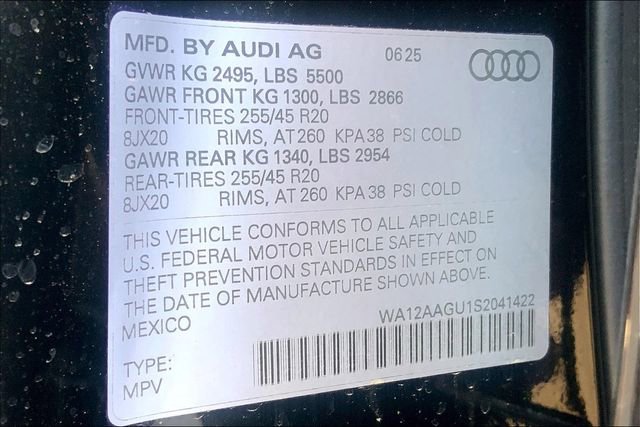 MFD. BY AUDI AG 0625
GVWR KG 2495, LBS 5500
GAWR FRONT KG 1300, LBS 2866
FRONT-TIRES 255/45 R20
8JX20 RIMS, AT 260 KPA 38 PSI COLD
GAWR REAR KG 1340, LBS 2954
REAR-TIRES 255/45 R20
8JX20 RIMS, AT 260 KPA 38 PSI COLD
THIS VEHICLE CONFORMS TO ALL APPLICABLE
U.S. FEDERAL MOTOR VEHICLE SAFETY AND
THEFT PREVENTION STANDARDS IN EFFECT ON
THE DATE OF MANUFACTURE SHOWN ABOVE.
MEXICO
WA12AAGU1S2041422
TYPE:
MPV